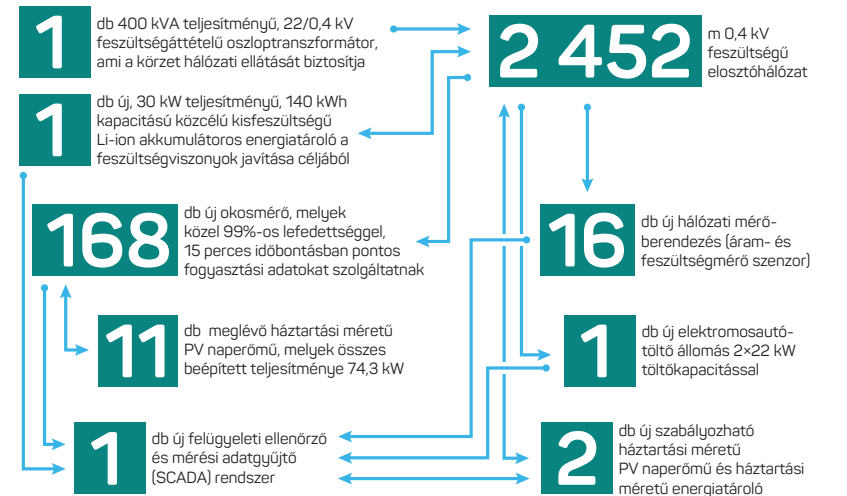 1
db 400 kVA teljesítményű, 22/0,4 kV
feszültségáttételű oszloptranszformátor,
ami a körzet hálózati ellátását biztosítja
2 452
m 0,4 kV
feszültségű
elosztóhálózat
1
db új, 30 kW teljesítményű, 140 kWh
kapacitású közcélú kisfeszültségű
Li-ion akkumulátoros energiatároló a
feszültségviszonyok javítása céljából
168
db új okosmérő, melyek
közel 99%-os lefedettséggel,
15 perces időbontásban pontos
fogyasztási adatokat szolgáltatnak
16
db új hálózati mérő-
berendezés (áram- és
feszültségmérő szenzor)
11
db meglévő háztartási méretű
PV naperőmű, melyek összes
beépített teljesítménye 74,3 kW
1
db új elektromosautó-
töltő állomás 2×22 kW
töltőkapacitással
1
db új felügyeleti ellenőrző
és mérési adatgyűjtő
(SCADA) rendszer
2
db új szabályozható
háztartási méretű
PV naperőmű és háztartási
méretű energiatároló